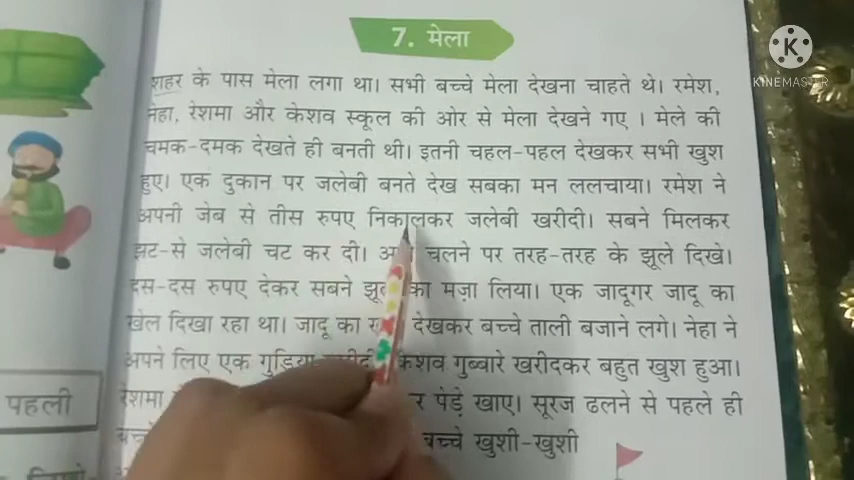 7. मेला
शहर के पास मेला लगा था। सभी बच्चे मेला देखना चाहते थे। रमेश,
नेहा, रेशमा और केशव स्कूल की ओर से मेला देखने गए । मेले की
चमक-दमक देखते ही बनती थी। इतनी चहल-पहल देखकर सभी खुश
हुए। एक दुकान पर जलेबी बनते देख सबका मन ललचाया। रमेश ने
अपनी जेब से तीस रुपए निकालकर जलेबी खरीदी। सबने मिलकर
झट-से जलेबी चट कर दी। चलने पर तरह-तरह के झूले दिखे।
दस-दस रुपए देकर सबने का मज़ा लिया। एक जादूगर जादू का
खेल दिखा रहा था। जादू का देखकर बच्चे ताली बजाने लगे। नेहा ने
अपने लिए एक गुड़िया केशव गुब्बारे खरीदकर बहुत खुश हुआ।
रेशमा पेड़े खाए। सूरज ढलने से पहले ही
बच्चे खुशी-खुशी
पहली
KINEMASTER